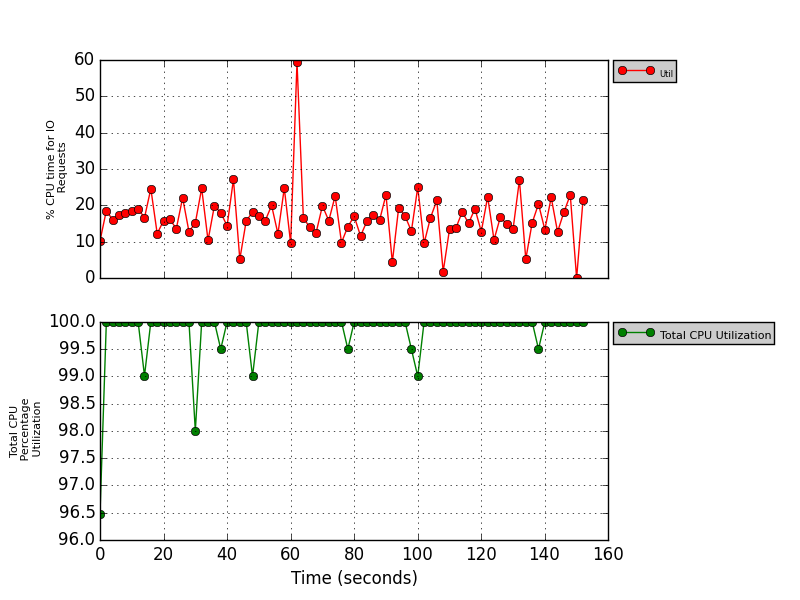 60
50
40
30
20
10
0
% CPU time for IO
Requests
Util
100.0
99.5
99.0
98.5
98.0
97.5
97.0
96.5
96.0
Total CPU
Percentage
Utilization
Total CPU Utilization
0 20 40 60 80 100 120 140 160
Time (seconds)